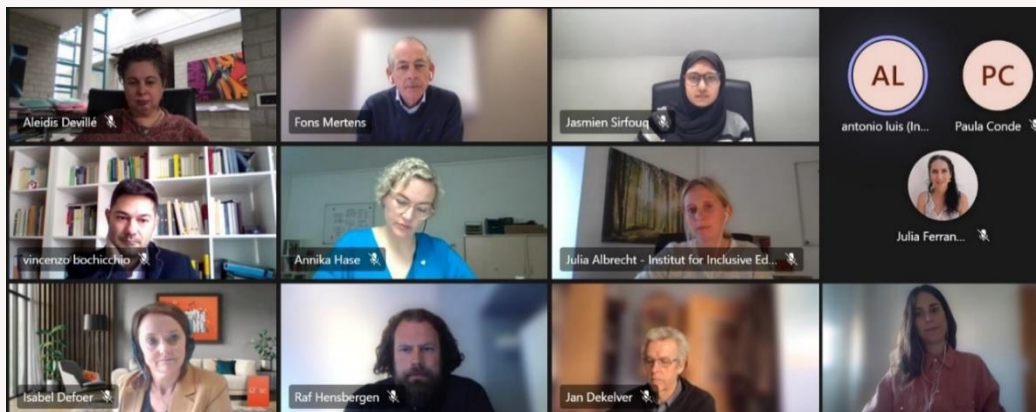 Aleidis Devillé
Fons Mertens
Jasmien Sirfouq
AL
antonio luis (In...
PC
Paula Conde
vincenzo bochicchio
Annika Hase
Julia Albrecht - Institut for Inclusive Ed...
Julia Ferran...
Isabel Defoer
Raf Hensbergen
Jan Dekelver